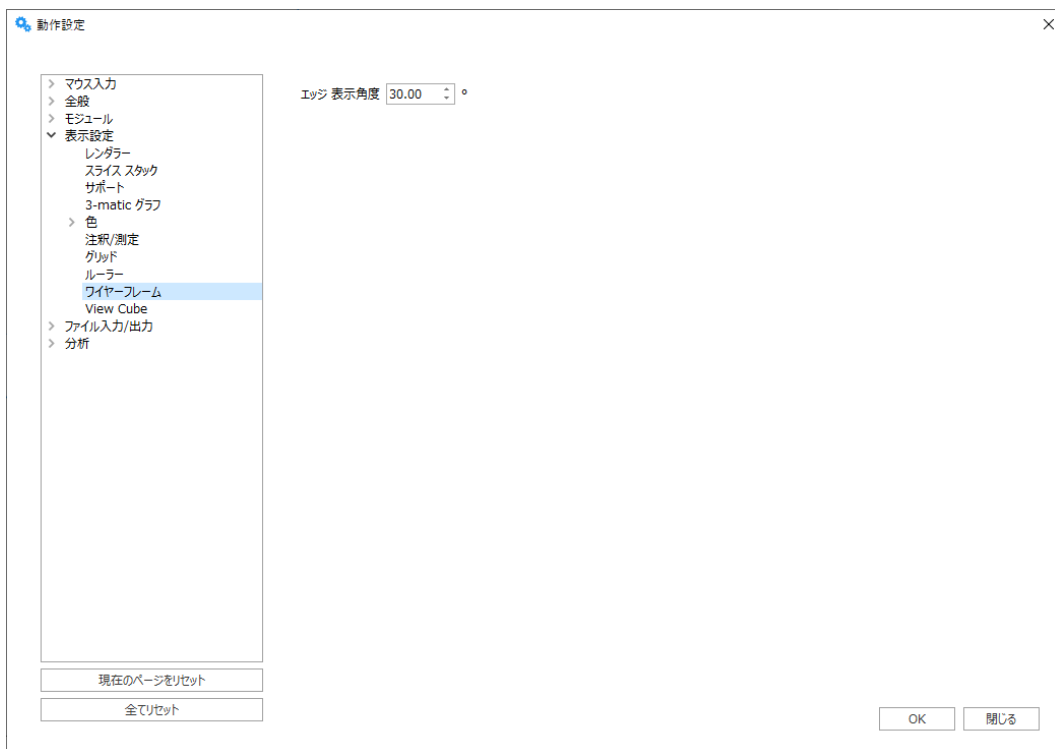 動作設定
マウス入力
全般
モジュール
表示設定
レンダラー
スライス スタック
サポート
3-matic グラフ
色
注釈/測定
グリッド
ルーラー
ワイヤーフレーム
View Cube
ファイル入力/出力
分析
エッジ 表示角度 30.00 °
現在のページをリセット
全てリセット
OK 閉じる